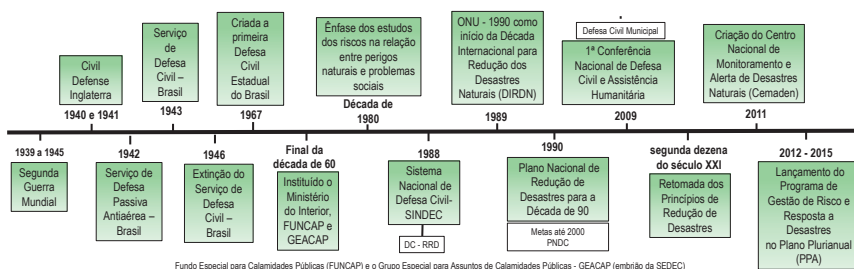 Civil
Defense
Inglaterra
1940 e 1941
Serviço
de
Defesa
Civil –
Brasil
1943
Criada a
primeira
Defesa
Civil
Estadual
do Brasil
1967
Ênfase dos estudos
dos riscos na relação
entre perigos
naturais e problemas
sociais
Década de
1980
ONU - 1990 como
início da Década
Internacional para
Redução dos
Desastres
Naturais (DIRDN)
1989
Defesa Civil Municipal
1ª Conferência
Nacional de Defesa
Civil e Assistência
Humanitária
2009
Criação do Centro
Nacional de
Monitoramento e
Alerta de Desastres
Naturais (Cemaden)
2011
1939 a 1945
Segunda
Guerra
Mundial
1942
Serviço de
Defesa
Passiva
Antiaérea –
Brasil
1946
Extinção do
Serviço de
Defesa
Civil –
Brasil
Final da
década de 60
Instituído o
Ministério
do Interior,
FUNCAP e
GEACAP
1988
Sistema
Nacional de
Defesa Civil-
SINDEC
DC - RRD
1990
Plano Nacional de
Redução de
Desastres para a
Década de 90
Metas até 2000
PNDC
segunda dezena
do século XXI
Retomada dos
Princípios de
Redução de
Desastres
2012 - 2015
Lançamento do
Programa de
Gestão de Risco e
Resposta a
Desastres
no Plano Plurianual
(PPA)
Fundo Especial para Calamidades Públicas (FUNCAP) e o Grupo Especial para Assuntos de Calamidades Públicas - GEACAP (embrião da SEDEC)